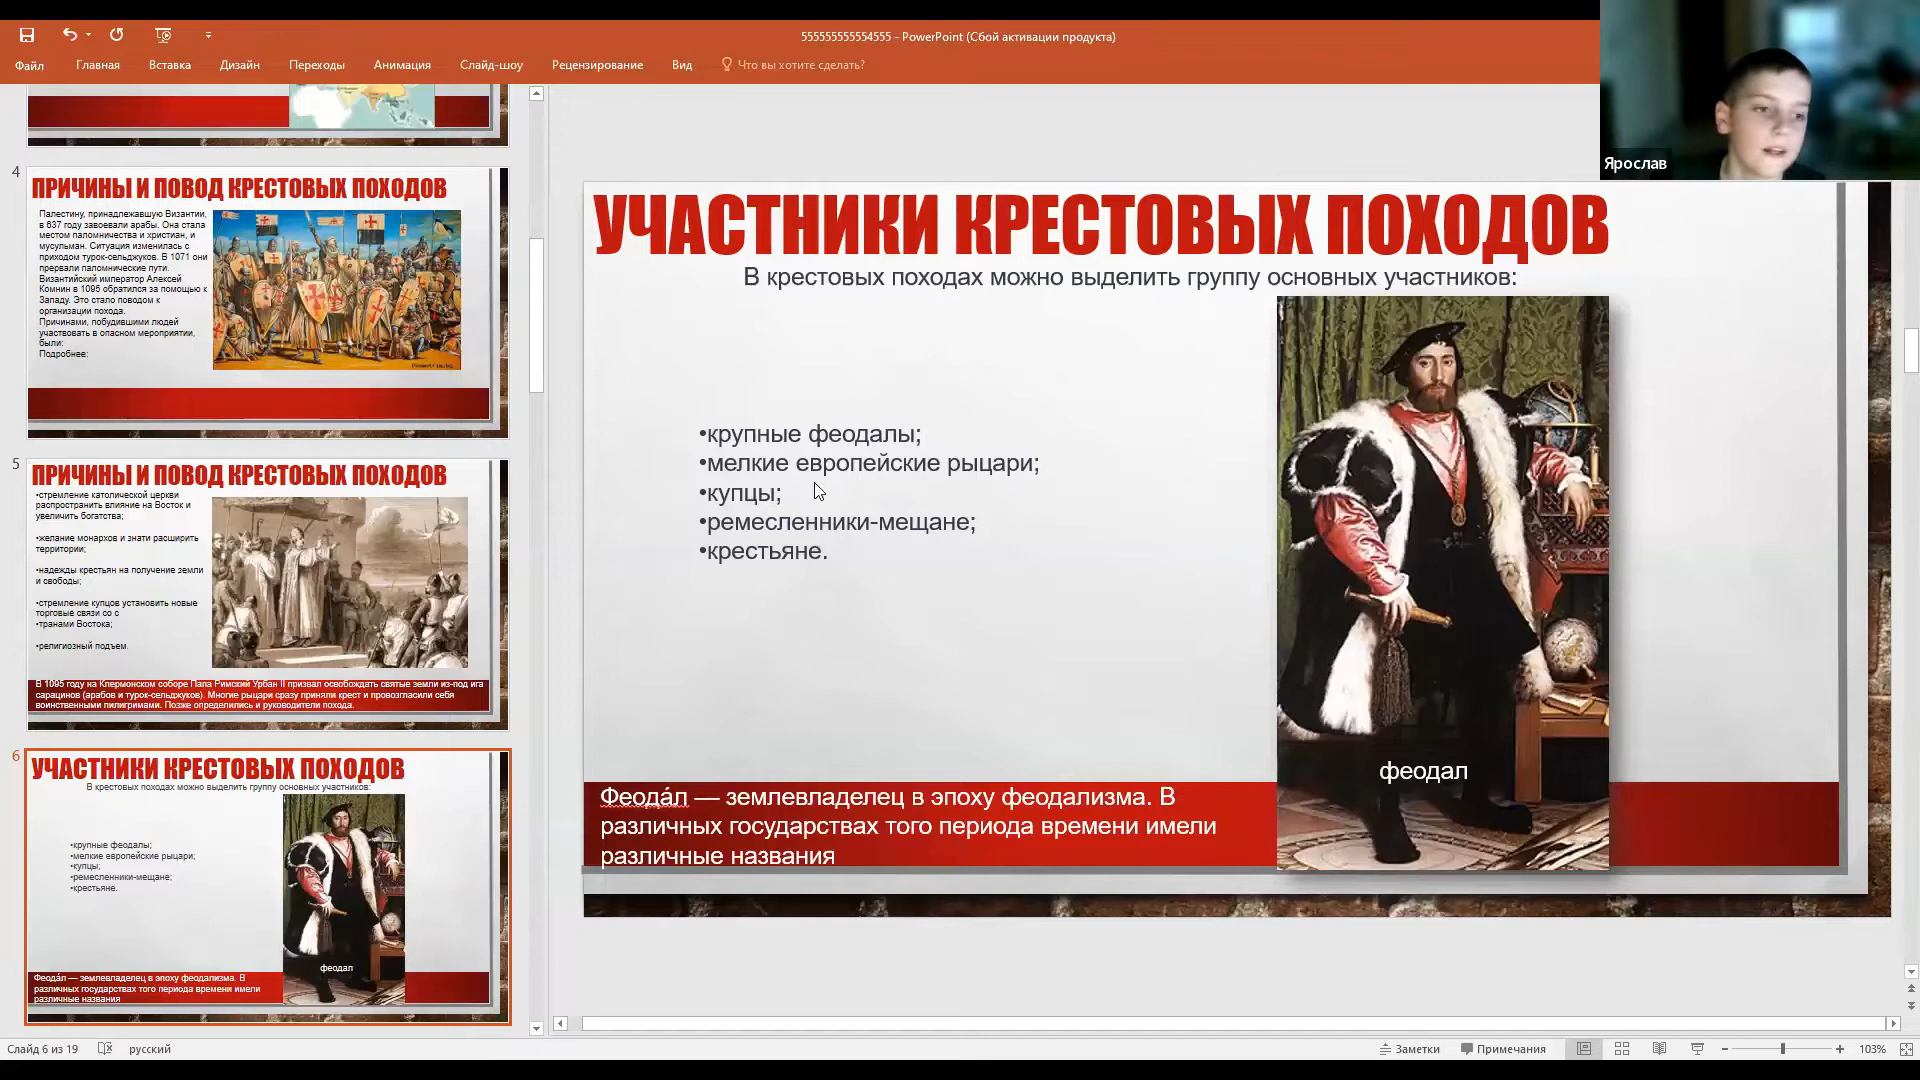 555555555554555 - PowerPoint (Сбой активации продукта)
Файл
Главная
Вставка
Дизайн
Переходы
Анимация
Слайд-шоу
Рецензирование
Вид
Что вы хотите сделать?
Ярослав
4
ПРИЧИНЫ И ПОВОД КРЕСТОВЫХ ПОХОДОВ
Палестину, принадлежавшую Византии,
в 637 году завоевали арабы. Она стала
местом паломничества и христиан, и
мусульман. Ситуация изменилась с
приходом турок-сельджуков. В 1071 они
прервали паломнические пути.
Византийский император Алексей
Комнин в 1095 обратился за помощью к
Западу. Это стало поводом к
организации похода.
Причинами, побудившими людей
участвовать в опасном мероприятии,
были:
Подробнее:
5
ПРИЧИНЫ И ПОВОД КРЕСТОВЫХ ПОХОДОВ
•стремление католической церкви
распространить влияние на Восток и
увеличить богатства;
•желание монархов и знати расширить
территории;
•надежды крестьян на получение земли
и свободы;
•стремление купцов установить новые
торговые связи со с
•транами Востока;
•религиозный подъем.
В 1095 году на Клермонском соборе Папа Римский Урбан II призвал освобождать святые земли из-под ига
сарацинов (арабов и турок-сельджуков). Многие рыцари сразу приняли крест и провозгласили себя
воинственными пилигримами. Позже определились и руководители похода.
6
УЧАСТНИКИ КРЕСТОВЫХ ПОХОДОВ
В крестовых походах можно выделить группу основных участников:
•крупные феодалы;
•мелкие европейские рыцари;
•купцы;
•ремесленники-мещане;
•крестьяне.
феодал
Феода́л — землевладелец в эпоху феодализма. В
различных государствах того периода времени имели
различные названия
УЧАСТНИКИ КРЕСТОВЫХ ПОХОДОВ
В крестовых походах можно выделить группу основных участников:
•крупные феодалы;
•мелкие европейские рыцари;
•купцы;
•ремесленники-мещане;
•крестьяне.
феодал
Феода́л — землевладелец в эпоху феодализма. В
различных государствах того периода времени имели
различные названия
Слайд 6 из 19
русский
Заметки
Примечания
103%